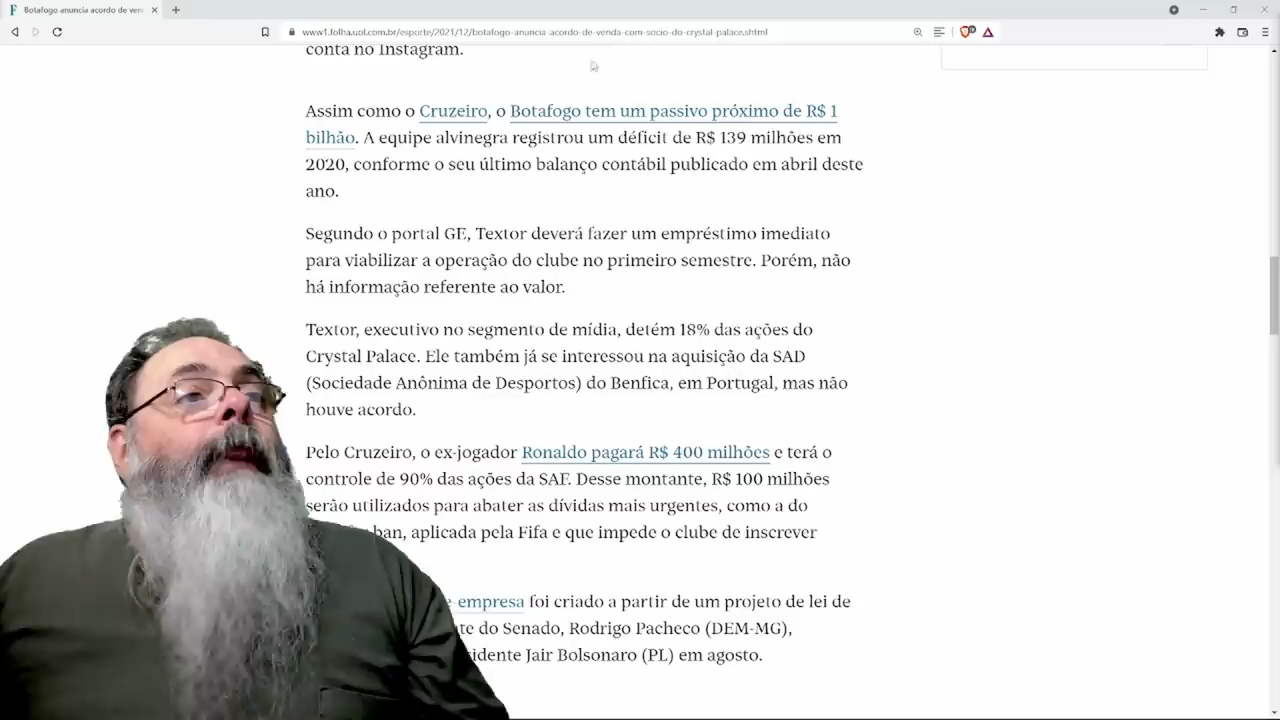 Botafogo anuncia acordo de ven
www1.folha.uol.com.br/esporte/2021/12/botafogo-anuncia-acordo-de-venda-com-socio-do-crystal-palace.shtml
conta no Instagram.
Assim como o Cruzeiro, o Botafogo tem um passivo próximo de R$ 1
bilhão. A equipe alvinegra registrou um déficit de R$ 139 milhões em
2020, conforme o seu último balanço contábil publicado em abril deste
ano.
Segundo o portal GE, Textor deverá fazer um empréstimo imediato
para viabilizar a operação do clube no primeiro semestre. Porém, não
há informação referente ao valor.
Textor, executivo no segmento de mídia, detém 18% das ações do
Crystal Palace. Ele também já se interessou na aquisição da SAD
(Sociedade Anônima de Desportos) do Benfica, em Portugal, mas não
houve acordo.
Pelo Cruzeiro, o ex-jogador Ronaldo pagará R$ 400 milhões e terá o
controle de 90% das ações da SAF. Desse montante, R$ 100 milhões
serão utilizados para abater as dívidas mais urgentes, como a do
ban, aplicada pela Fifa e que impede o clube de inscrever
e-empresa foi criado a partir de um projeto de lei de
te do Senado, Rodrigo Pacheco (DEM-MG),
sidente Jair Bolsonaro (PL) em agosto.